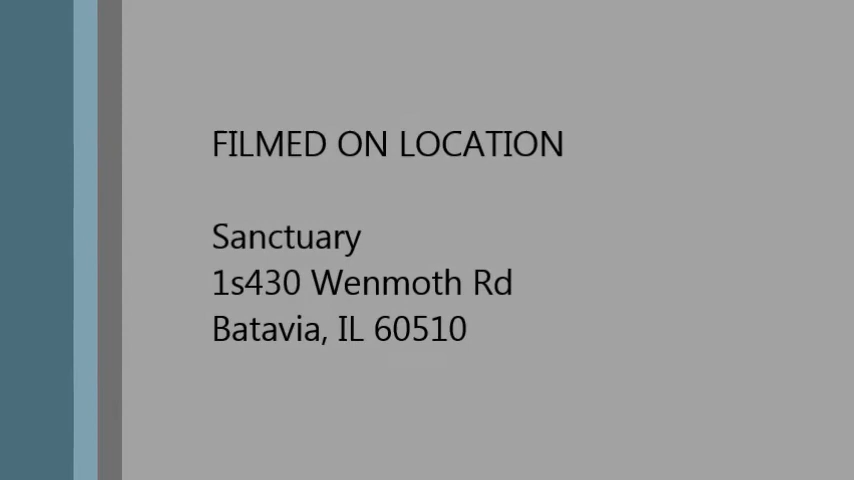 FILMED ON LOCATION
Sanctuary
1s430 Wenmoth Rd
Batavia, IL 60510